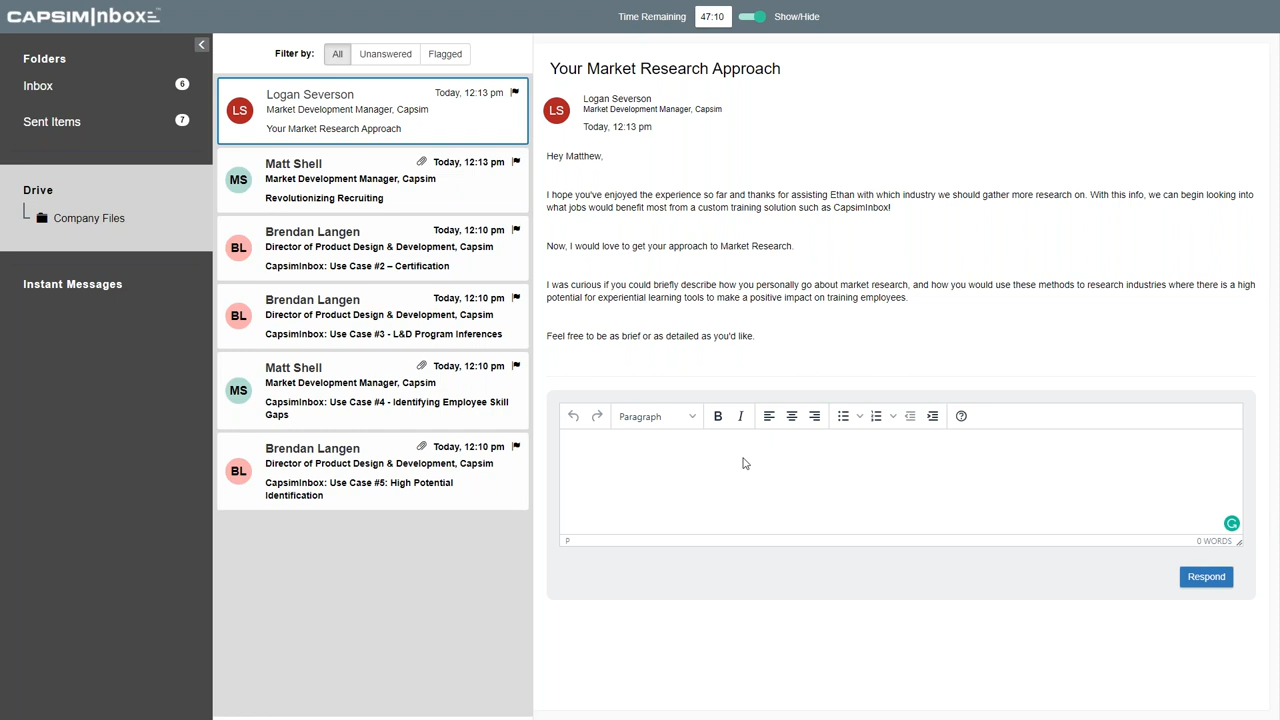 CAPSIMInbox
Time Remaining 47:10 Show/Hide
Folders
Inbox 6
Sent Items 7
Drive
Company Files
Instant Messages
Filter by: All Unanswered Flagged
LS
Logan Severson Today, 12:13 pm
Market Development Manager, Capsim
Your Market Research Approach
MS
Matt Shell Today, 12:13 pm
Market Development Manager, Capsim
Revolutionizing Recruiting
BL
Brendan Langen Today, 12:10 pm
Director of Product Design & Development, Capsim
CapsimInbox: Use Case #2 – Certification
BL
Brendan Langen Today, 12:10 pm
Director of Product Design & Development, Capsim
CapsimInbox: Use Case #3 - L&D Program Inferences
MS
Matt Shell Today, 12:10 pm
Market Development Manager, Capsim
CapsimInbox: Use Case #4 - Identifying Employee Skill
Gaps
BL
Brendan Langen Today, 12:10 pm
Director of Product Design & Development, Capsim
CapsimInbox: Use Case #5: High Potential
Identification
Your Market Research Approach
LS
Logan Severson
Market Development Manager, Capsim
Today, 12:13 pm
Hey Matthew,
I hope you've enjoyed the experience so far and thanks for assisting Ethan with which industry we should gather more research on. With this info, we can begin looking into
what jobs would benefit most from a custom training solution such as CapsimInbox!
Now, I would love to get your approach to Market Research.
I was curious if you could briefly describe how you personally go about market research, and how you would use these methods to research industries where there is a high
potential for experiential learning tools to make a positive impact on training employees.
Feel free to be as brief or as detailed as you'd like.
Paragraph B I
P 0 WORDS
Respond